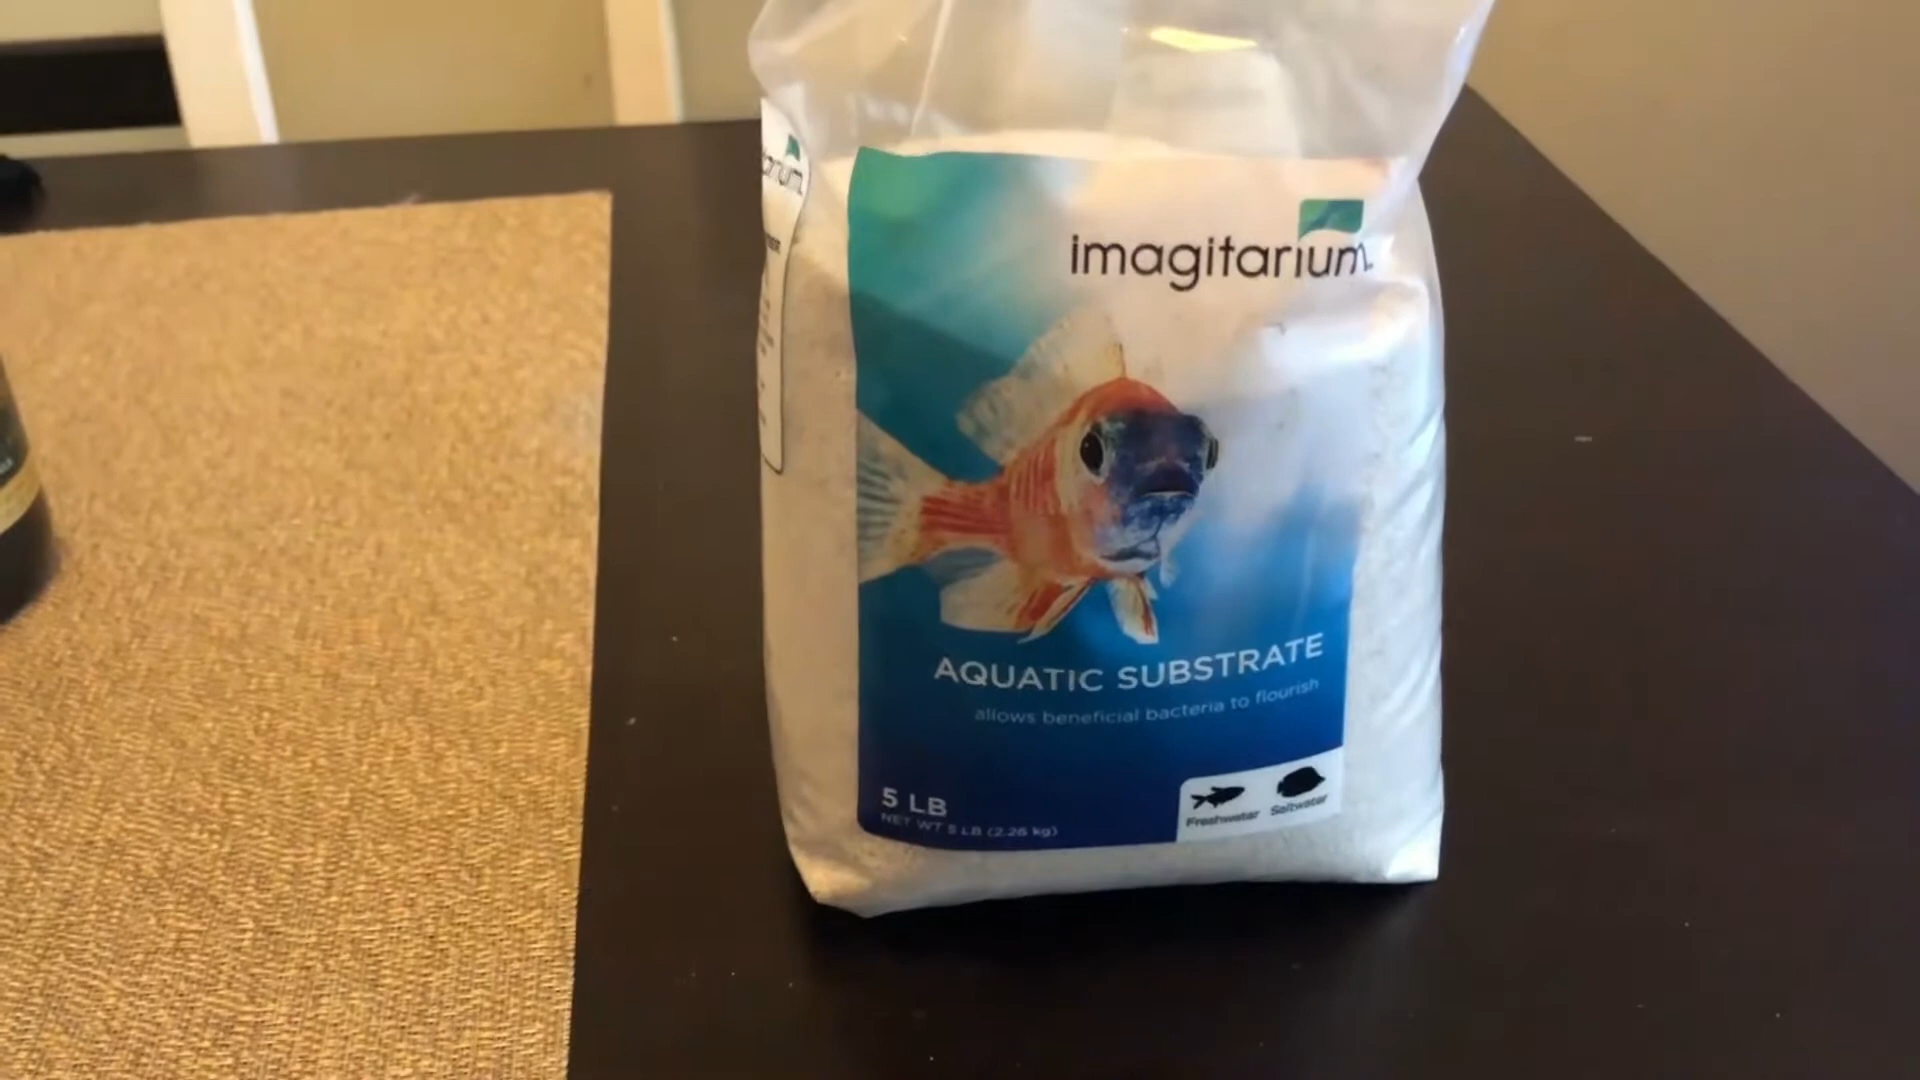 imagitarium
AQUATIC SUBSTRATE
allows beneficial bacteria to flourish
5 LB
NET WT 5 LB (2.26 kg)
Freshwater
Saltwater